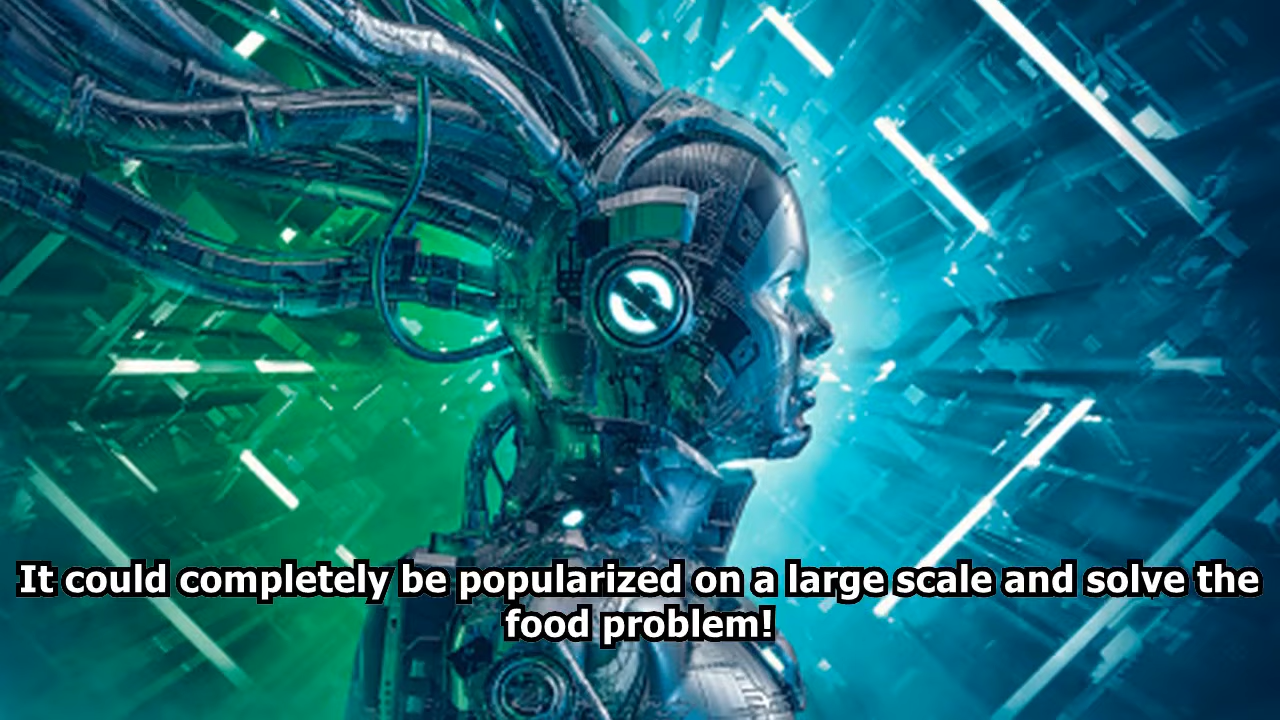 It could completely be popularized on a large scale and solve the
food problem!